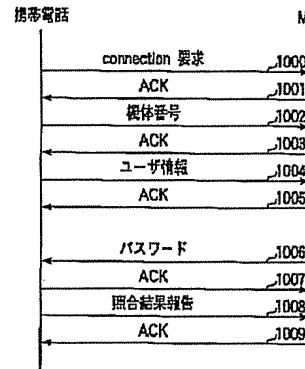 携帯電話
M
connection 要求
1000
ACK
1001
機体番号
1002
ACK
1003
ユーザ情報
1004
ACK
1005
パスワード
1006
ACK
1007
照合結果報告
1008
ACK
1009